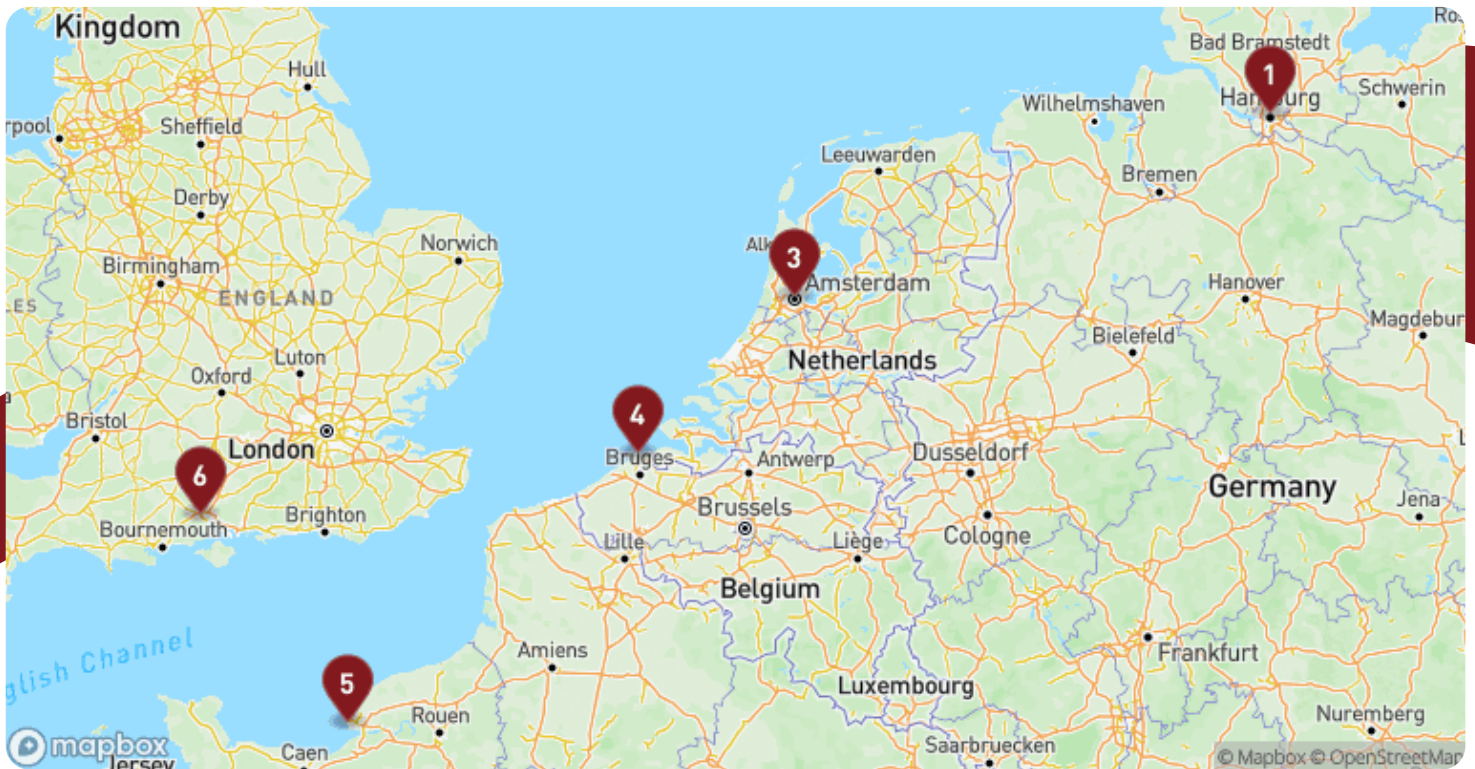 Kingdom
Ro
Hull
Bad Bramstedt
1
Hamburg
Schwerin
Wilhelmshaven
rpool
Sheffield
Leeuwarden
Bremen
Derby
Norwich
Alk
3
Birmingham
Amsterdam
Hanover
ENGLAND
LES
Magdebur
Bielefeld
Luton
Netherlands
Oxford
4
Bristol
London
Bruges
Antwerp
Dusseldorf
6
Germany
Brussels
Jena
Bournemouth
Brighton
Cologne
Lille
Liège
Belgium
glish Channel
Amiens
Frankfurt
5
Luxembourg
Rouen
Nuremberg
mapbox
Caen
Saarbruecken
Jersey
© Mapbox © OpenStreetMap